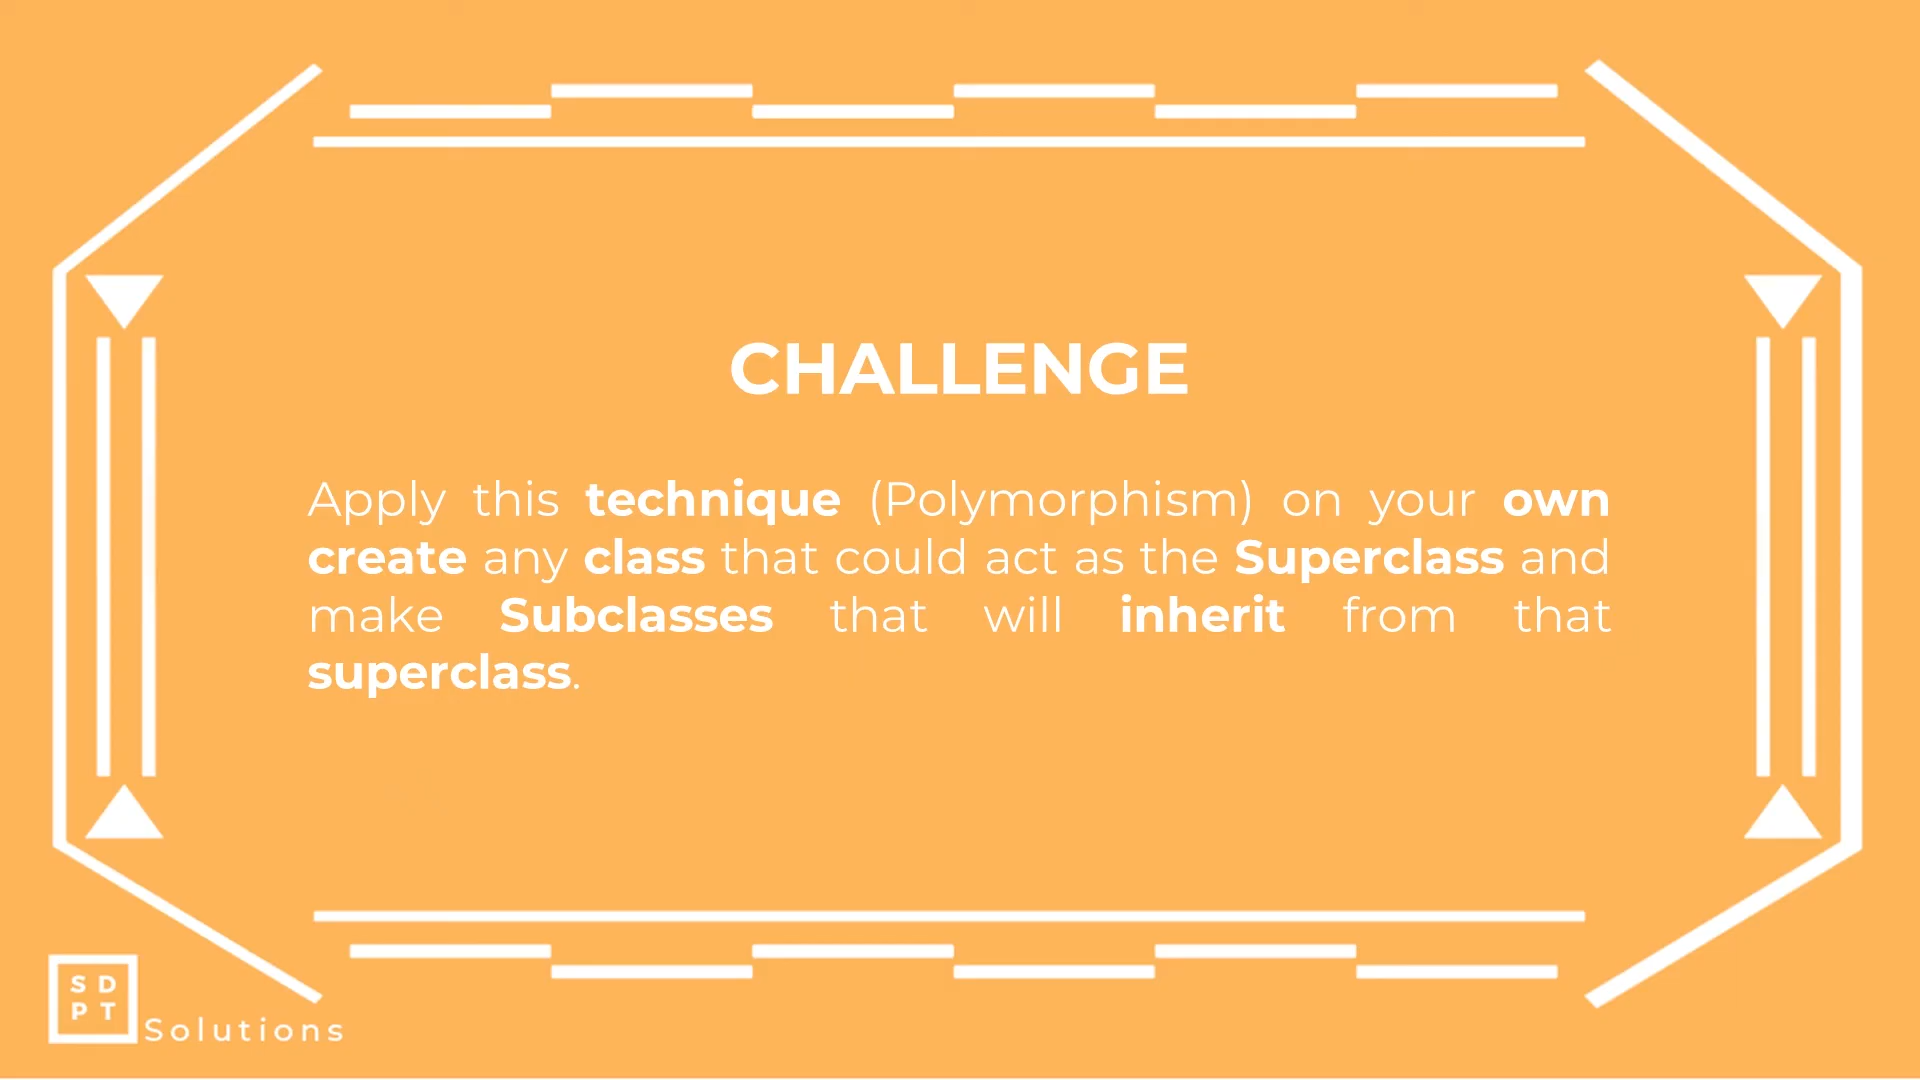 CHALLENGE
Apply this technique (Polymorphism) on your own
create any class that could act as the Superclass and
make Subclasses that will inherit from that
superclass.
S D
P T
Solutions